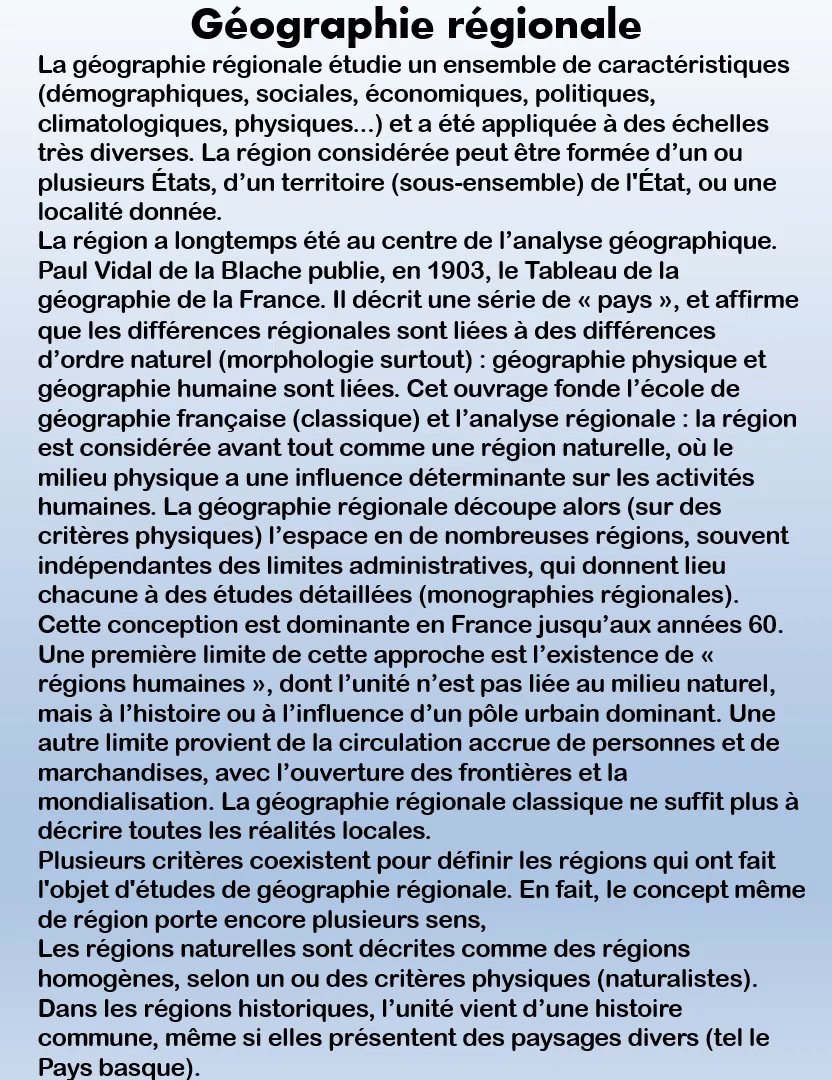 Géographie régionale
La géographie régionale étudie un ensemble de caractéristiques
(démographiques, sociales, économiques, politiques,
climatologiques, physiques...) et a été appliquée à des échelles
très diverses. La région considérée peut être formée d’un ou
plusieurs États, d’un territoire (sous-ensemble) de l'État, ou une
localité donnée.
La région a longtemps été au centre de l’analyse géographique.
Paul Vidal de la Blache publie, en 1903, le Tableau de la
géographie de la France. Il décrit une série de « pays », et affirme
que les différences régionales sont liées à des différences
d’ordre naturel (morphologie surtout) : géographie physique et
géographie humaine sont liées. Cet ouvrage fonde l’école de
géographie française (classique) et l’analyse régionale : la région
est considérée avant tout comme une région naturelle, où le
milieu physique a une influence déterminante sur les activités
humaines. La géographie régionale découpe alors (sur des
critères physiques) l’espace en de nombreuses régions, souvent
indépendantes des limites administratives, qui donnent lieu
chacune à des études détaillées (monographies régionales).
Cette conception est dominante en France jusqu’aux années 60.
Une première limite de cette approche est l’existence de «
régions humaines », dont l’unité n’est pas liée au milieu naturel,
mais à l’histoire ou à l’influence d’un pôle urbain dominant. Une
autre limite provient de la circulation accrue de personnes et de
marchandises, avec l’ouverture des frontières et la
mondialisation. La géographie régionale classique ne suffit plus à
décrire toutes les réalités locales.
Plusieurs critères coexistent pour définir les régions qui ont fait
l'objet d'études de géographie régionale. En fait, le concept même
de région porte encore plusieurs sens,
Les régions naturelles sont décrites comme des régions
homogènes, selon un ou des critères physiques (naturalistes).
Dans les régions historiques, l’unité vient d’une histoire
commune, même si elles présentent des paysages divers (tel le
Pays basque).